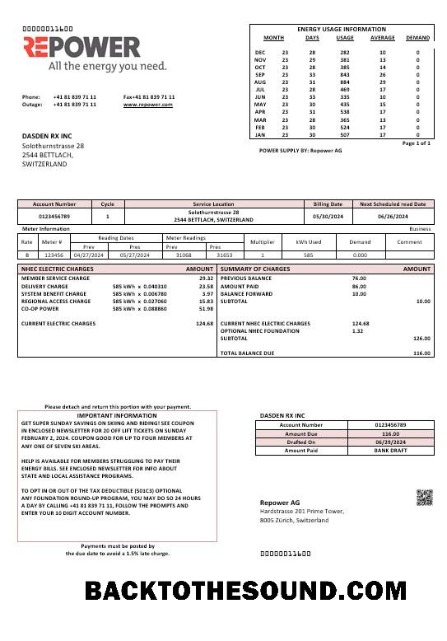 000000011600
REPOWER
All the energy you need.
Phone: +41 81 839 71 11 Fax+41 81 839 71 11
Outage: +41 81 839 71 11 www.repower.com
DASDEN RX INC
Solothurnstrasse 28
2544 BETTLACH,
SWITZERLAND
ENERGY USAGE INFORMATION
MONTH DAYS USAGE AVERAGE DEMAND
DEC 23 28 282 10 0
NOV 23 29 381 13 0
OCT 23 28 385 14 0
SEP 23 33 843 26 0
AUG 23 31 884 29 0
JUL 23 28 469 17 0
JUN 23 33 335 10 0
MAY 23 30 435 15 0
APR 23 31 538 17 0
MAR 23 28 365 13 0
FEB 23 30 524 17 0
JAN 23 30 507 17 0
Page 1 of 1
POWER SUPPLY BY: Repower AG
Account Number Cycle Service Location Billing Date Next Scheduled read Date
0123456789 1 Solothurnstrasse 28 2544 BETTLACH, SWITZERLAND 05/30/2024 06/26/2024
Meter Information Business
Rate Meter # Reading Dates Meter Readings Multiplier kWh Used Demand Comment
Prev Pres Prev Pres
B 123456 04/27/2024 05/27/2024 31068 31653 1 585 0.000
NHEC ELECTRIC CHARGES AMOUNT SUMMARY OF CHARGES AMOUNT
MEMBER SERVICE CHARGE 29.32 PREVIOUS BALANCE 76.00
DELIVERY CHARGE 585 kWh x 0.040310 23.58 AMOUNT PAID 86.00
SYSTEM BENEFIT CHARGE 585 kWh x 0.006780 3.97 BALANCE FORWARD 10.00
REGIONAL ACCESS CHARGE 585 kWh x 0.027060 15.83 SUBTOTAL 10.00
CO-OP POWER 585 kWh x 0.088860 51.98
CURRENT ELECTRIC CHARGES 124.68 CURRENT NHEC ELECTRIC CHARGES 124.68
OPTIONAL NHEC FOUNDATION 1.32
SUBTOTAL 126.00
TOTAL BALANCE DUE 116.00
Please detach and return this portion with your payment.
IMPORTANT INFORMATION
GET SUPER SUNDAY SAVINGS ON SKIING AND RIDING! SEE COUPON
IN ENCLOSED NEWSLETTER FOR 20 OFF LIFT TICKETS ON SUNDAY
FEBRUARY 2, 2024. COUPON GOOD FOR UP TO FOUR MEMBERS AT
ANY ONE OF SEVEN SKI AREAS.
HELP IS AVAILABLE FOR MEMBERS STRUGGLING TO PAY THEIR
ENERGY BILLS. SEE ENCLOSED NEWSLETTER FOR INFO ABOUT
STATE AND LOCAL ASSISTANCE PROGRAMS.
TO OPT IN OR OUT OF THE TAX DEDUCTIBLE (501C3) OPTIONAL
ANY FOUNDATION ROUND-UP PROGRAM, YOU MAY DO SO 24 HOURS
A DAY BY CALLING +41 81 839 71 11, FOLLOW THE PROMPTS AND
ENTER YOUR 10 DIGIT ACCOUNT NUMBER.
Payments must be posted by
the due date to avoid a 1.5% late charge.
DASDEN RX INC
Account Number 0123456789
Amount Due 116.00
Drafted On 06/29/2024
Amount Paid BANK DRAFT
Repower AG
Hardstrasse 201 Prime Tower,
8005 Zürich, Switzerland
000000011600
BACKTOTHESOUND.COM